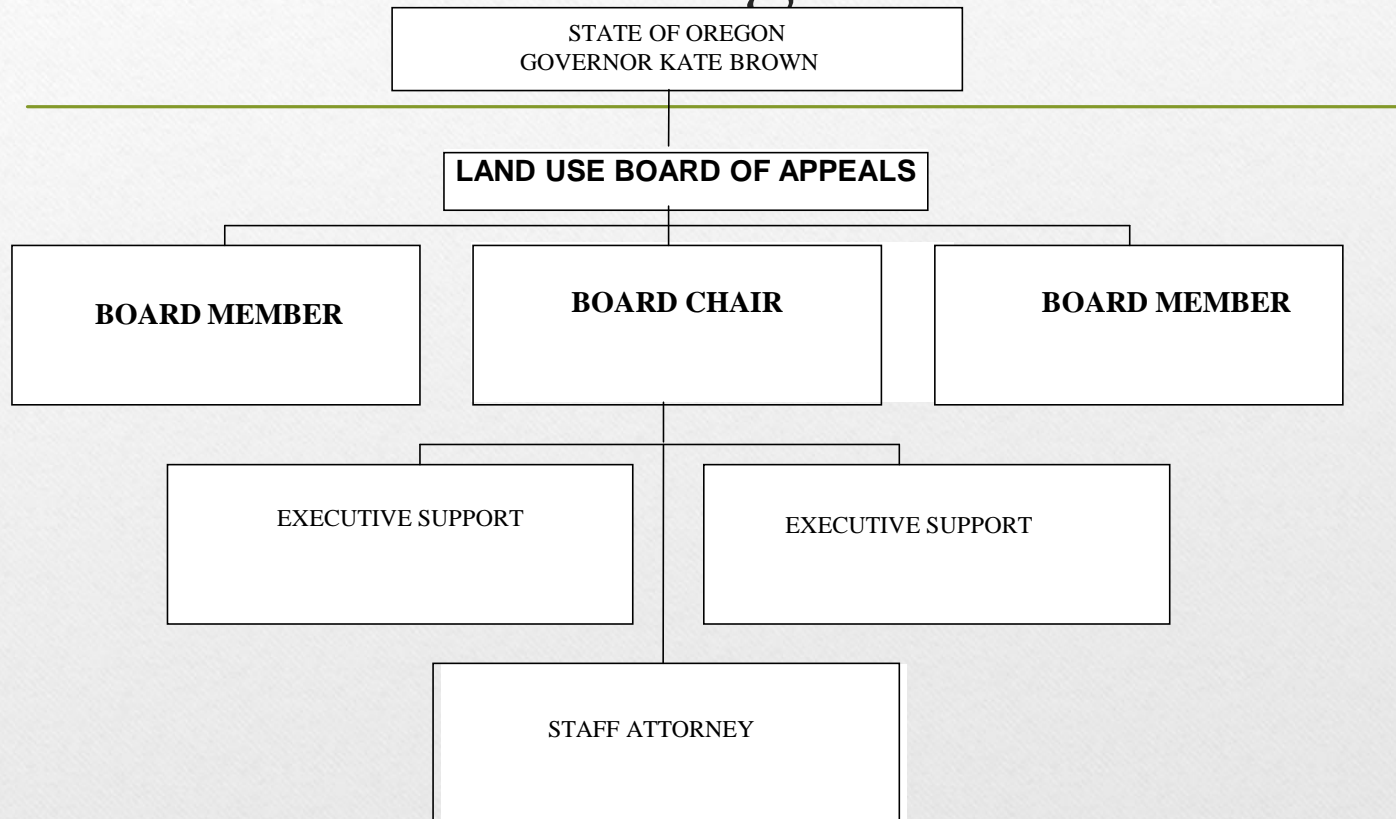 STATE OF OREGON
GOVERNOR KATE BROWN
LAND USE BOARD OF APPEALS
BOARD MEMBER
BOARD CHAIR
BOARD MEMBER
EXECUTIVE SUPPORT
EXECUTIVE SUPPORT
STAFF ATTORNEY